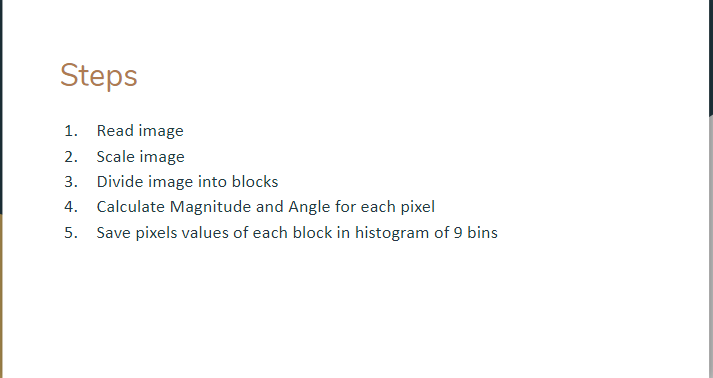 Steps
1. Read image
2. Scale image
3. Divide image into blocks
4. Calculate Magnitude and Angle for each pixel
5. Save pixels values of each block in histogram of 9 bins